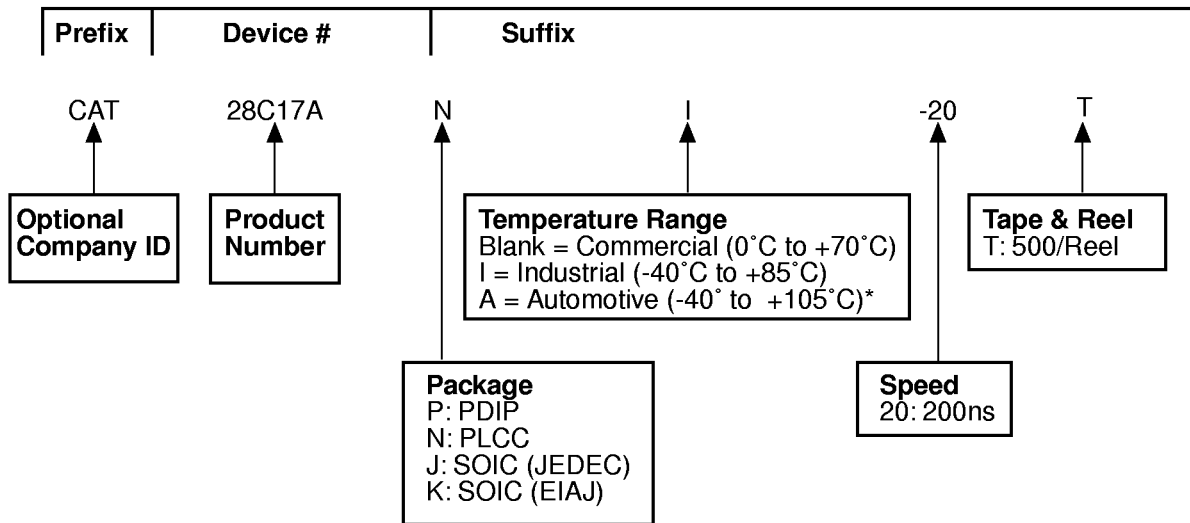 Prefix Device # Suffix
CAT 28C17A N I -20 T
Optional
Company ID
Product
Number
Temperature Range
Blank = Commercial (0˚C to +70˚C)
I = Industrial (-40˚C to +85˚C)
A = Automotive (-40˚ to +105˚C)*
Tape & Reel
T: 500/Reel
Package
P: PDIP
N: PLCC
J: SOIC (JEDEC)
K: SOIC (EIAJ)
Speed
20: 200ns